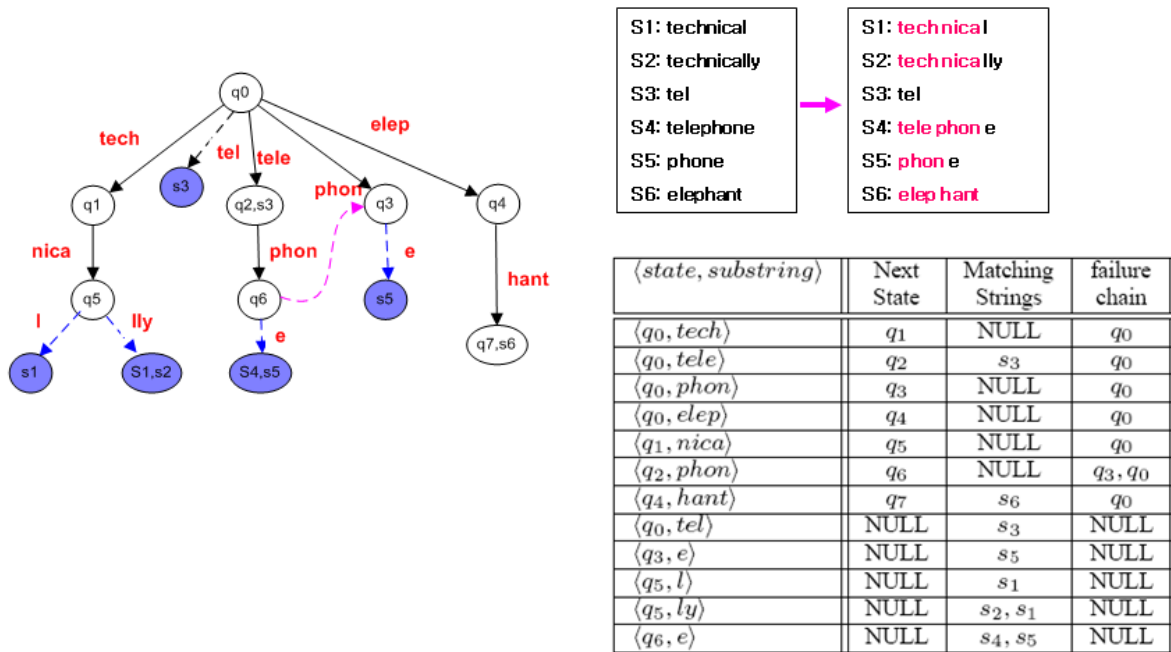 q0
elep
tech
tel
tele
s3
phon
q1
q2,s3
q3
q4
nica
phon
e
hant
q5
q6
s5
l
lly
e
q7,s6
s1
S1,s2
S4,s5
S1: technical
S2: technically
S3: tel
S4: telephone
S5: phone
S6: elephant
S1: technical
S2: technically
S3: tel
S4: tele phon e
S5: phon e
S6: elep hant
⟨state, substring⟩ Next State Matching Strings failure chain
⟨q0, tech⟩ q1 NULL q0
⟨q0, tele⟩ q2 s3 q0
⟨q0, phon⟩ q3 NULL q0
⟨q0, elep⟩ q4 NULL q0
⟨q1, nica⟩ q5 NULL q0
⟨q2, phon⟩ q6 NULL q3, q0
⟨q4, hant⟩ q7 s6 q0
⟨q0, tel⟩ NULL s3 NULL
⟨q3, e⟩ NULL s5 NULL
⟨q5, l⟩ NULL s1 NULL
⟨q5, ly⟩ NULL s2, s1 NULL
⟨q6, e⟩ NULL s4, s5 NULL